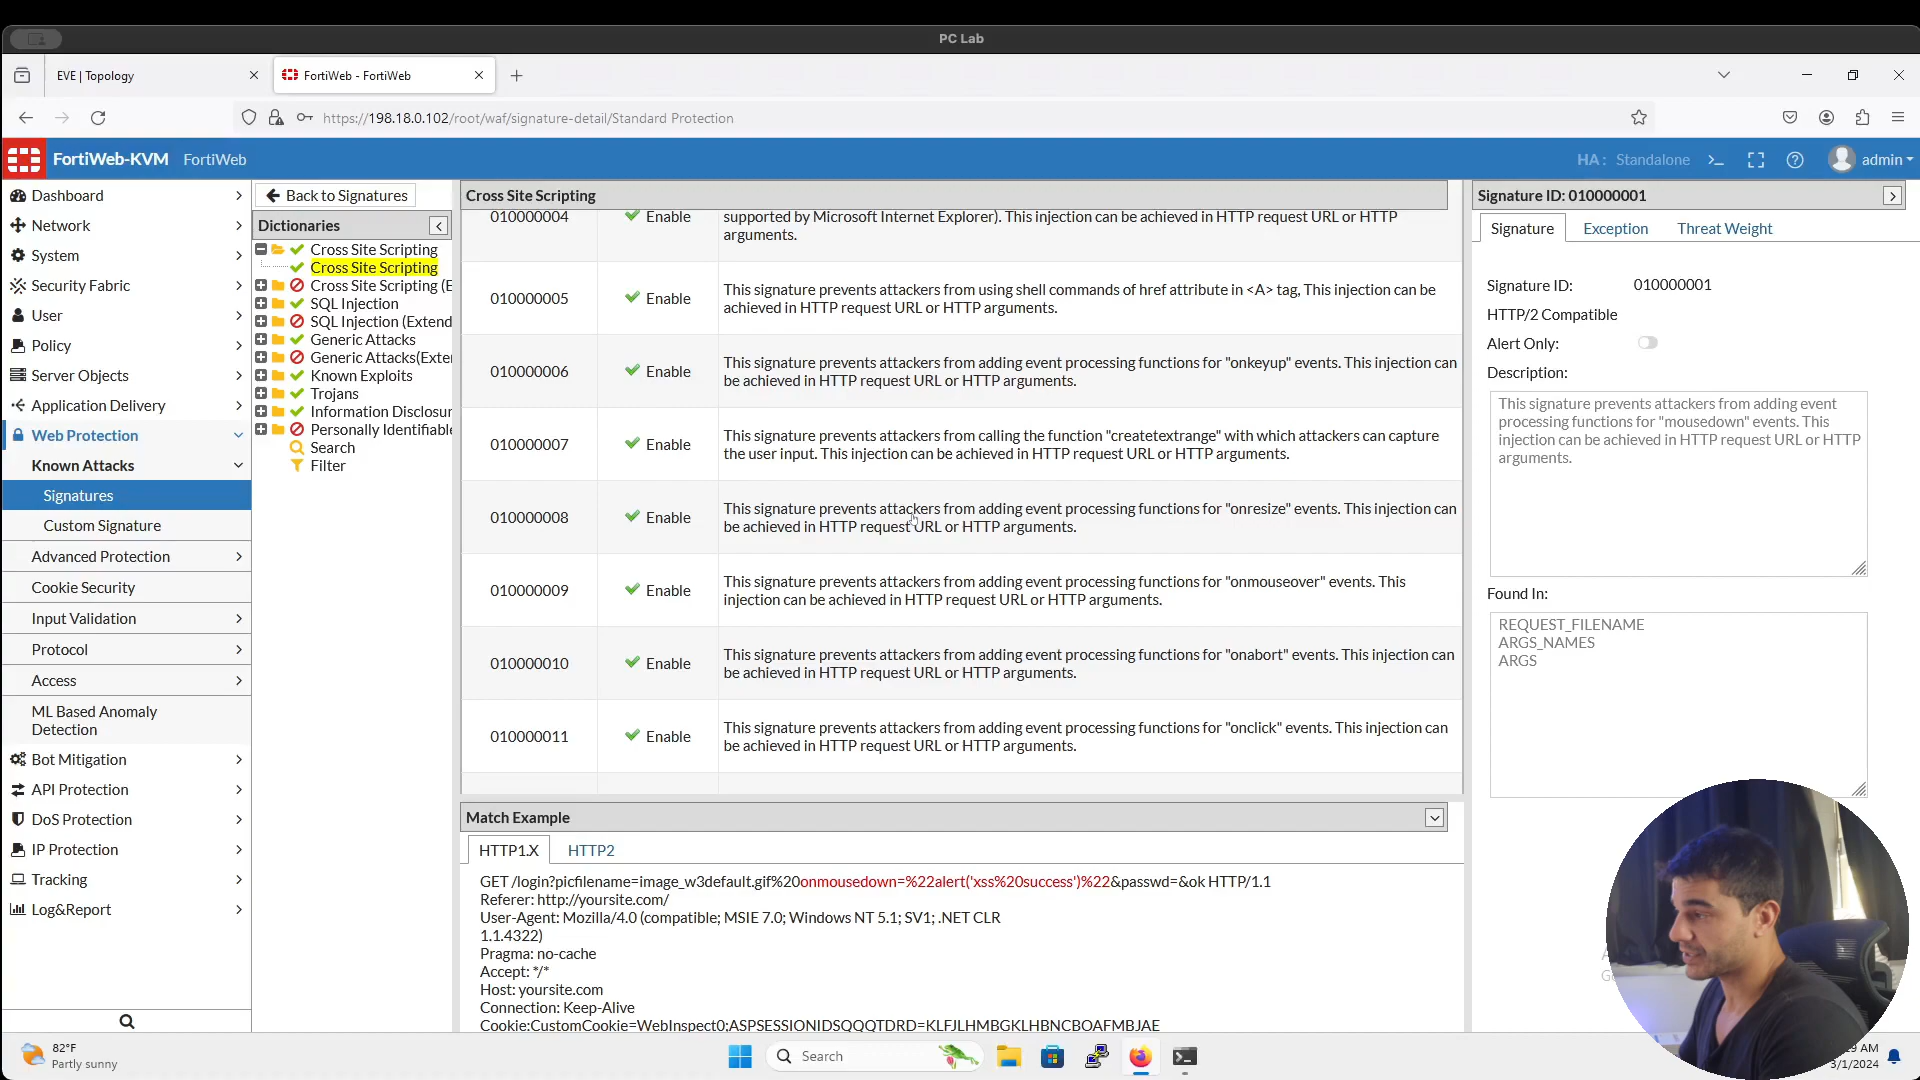 PC Lab
EVE | Topology
FortiWeb - FortiWeb
https://198.18.0.102/root/waf/signature-detail/Standard Protection
FortiWeb-KVM
FortiWeb
HA: Standalone
admin
Dashboard
Network
System
Security Fabric
User
Policy
Server Objects
Application Delivery
Web Protection
Known Attacks
Signatures
Custom Signature
Advanced Protection
Cookie Security
Input Validation
Protocol
Access
ML Based Anomaly
Detection
Bot Mitigation
API Protection
DoS Protection
IP Protection
Tracking
Log&Report
Back to Signatures
Dictionaries
Cross Site Scripting
Cross Site Scripting
Cross Site Scripting (E
SQL Injection
SQL Injection (Extend
Generic Attacks
Generic Attacks(Exter
Known Exploits
Trojans
Information Disclosur
Personally Identifiable
Search
Filter
Cross Site Scripting
010000004 Enable supported by Microsoft Internet Explorer). This injection can be achieved in HTTP request URL or HTTP
arguments.
010000005 Enable This signature prevents attackers from using shell commands of href attribute in <A> tag, This injection can be
achieved in HTTP request URL or HTTP arguments.
010000006 Enable This signature prevents attackers from adding event processing functions for "onkeyup" events. This injection can
be achieved in HTTP request URL or HTTP arguments.
010000007 Enable This signature prevents attackers from calling the function "createtextrange" with which attackers can capture
the user input. This injection can be achieved in HTTP request URL or HTTP arguments.
010000008 Enable This signature prevents attackers from adding event processing functions for "onresize" events. This injection can
be achieved in HTTP request URL or HTTP arguments.
010000009 Enable This signature prevents attackers from adding event processing functions for "onmouseover" events. This
injection can be achieved in HTTP request URL or HTTP arguments.
010000010 Enable This signature prevents attackers from adding event processing functions for "onabort" events. This injection can
be achieved in HTTP request URL or HTTP arguments.
010000011 Enable This signature prevents attackers from adding event processing functions for "onclick" events. This injection can
be achieved in HTTP request URL or HTTP arguments.
Match Example
HTTP1.X HTTP2
GET /login?picfilename=image_w3default.gif%20onmousedown=%22alert('xss%20success')%22&passwd=&ok HTTP/1.1
Referer: http://yoursite.com/
User-Agent: Mozilla/4.0 (compatible; MSIE 7.0; Windows NT 5.1; SV1; .NET CLR
1.1.4322)
Pragma: no-cache
Accept: */*
Host: yoursite.com
Connection: Keep-Alive
Cookie:CustomCookie=WebInspect0;ASPSESSIONIDSQQQTDRD=KLFJLHMBGKLHBNCBOAFMBJAE
Signature ID: 010000001
Signature Exception Threat Weight
Signature ID: 010000001
HTTP/2 Compatible
Alert Only:
Description:
This signature prevents attackers from adding event
processing functions for "mousedown" events. This
injection can be achieved in HTTP request URL or HTTP
arguments.
Found In:
REQUEST_FILENAME
ARGS_NAMES
ARGS
82°F
Partly sunny
Search
AM
3/1/2024